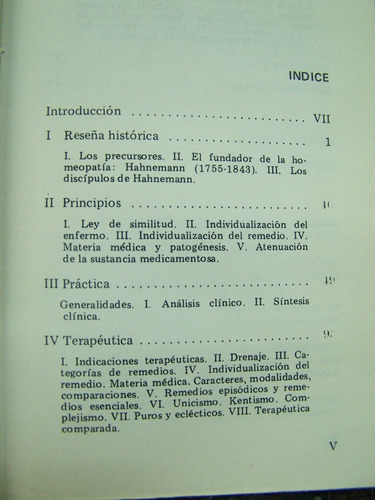 INDICE
Introducción ........................ VII
I Reseña histórica .................... 1
I. Los precursores. II. El fundador de la ho-
meopatía: Hahnemann (1755-1843). III. Los
discípulos de Hahnemann.
II Principios ........................
I. Ley de similitud. II. Individualización del
enfermo. III. Individualización del remedio. IV.
Materia médica y patogénesis. V. Atenuación
de la sustancia medicamentosa.
III Práctica ........................ 49
Generalidades. I. Análisis clínico. II. Síntesis
clínica.
IV Terapéutica ........................
I. Indicaciones terapéuticas. II. Drenaje. III. Ca-
tegorías de remedios. IV. Individualización del
remedio. Materia médica. Caracteres, modalidades,
comparaciones. V. Remedios episódicos y reme-
dios esenciales. VI. Unicismo. Kentismo. Com-
plejismo. VII. Puros y eclécticos. VIII. Terapéutica
comparada.
V